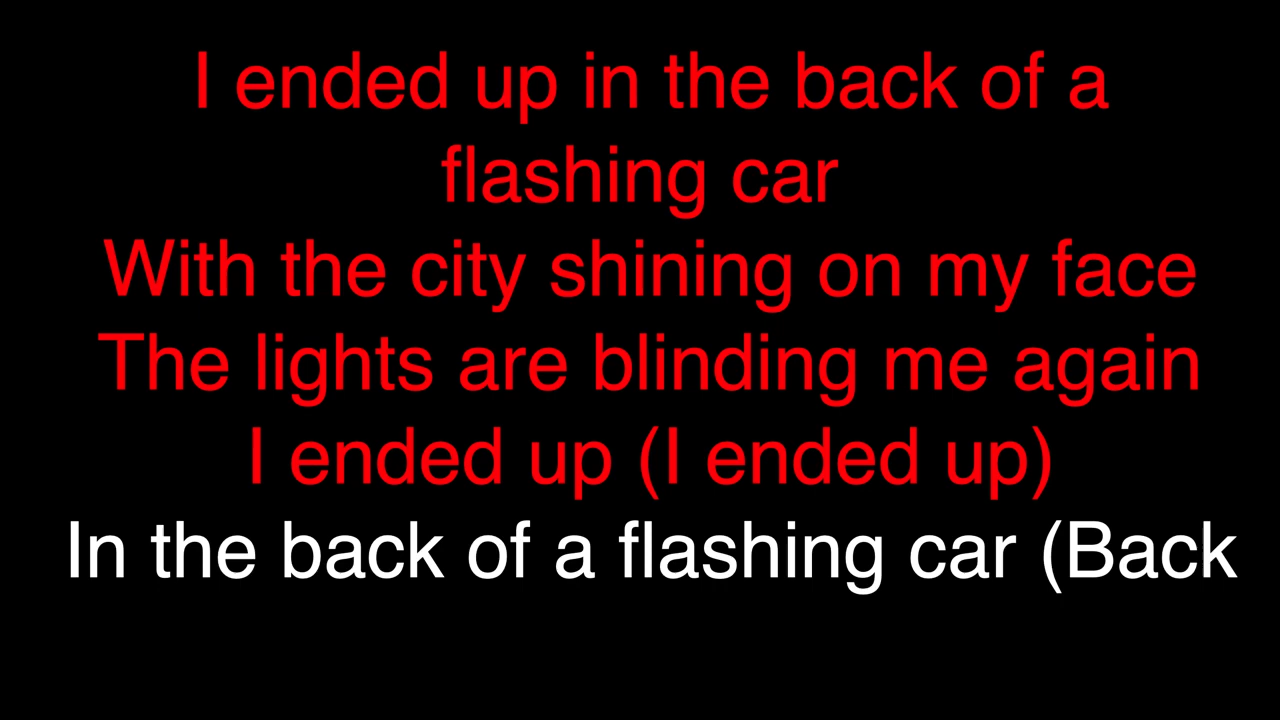 I ended up in the back of a
flashing car
With the city shining on my face
The lights are blinding me again
I ended up (I ended up)
In the back of a flashing car (Back